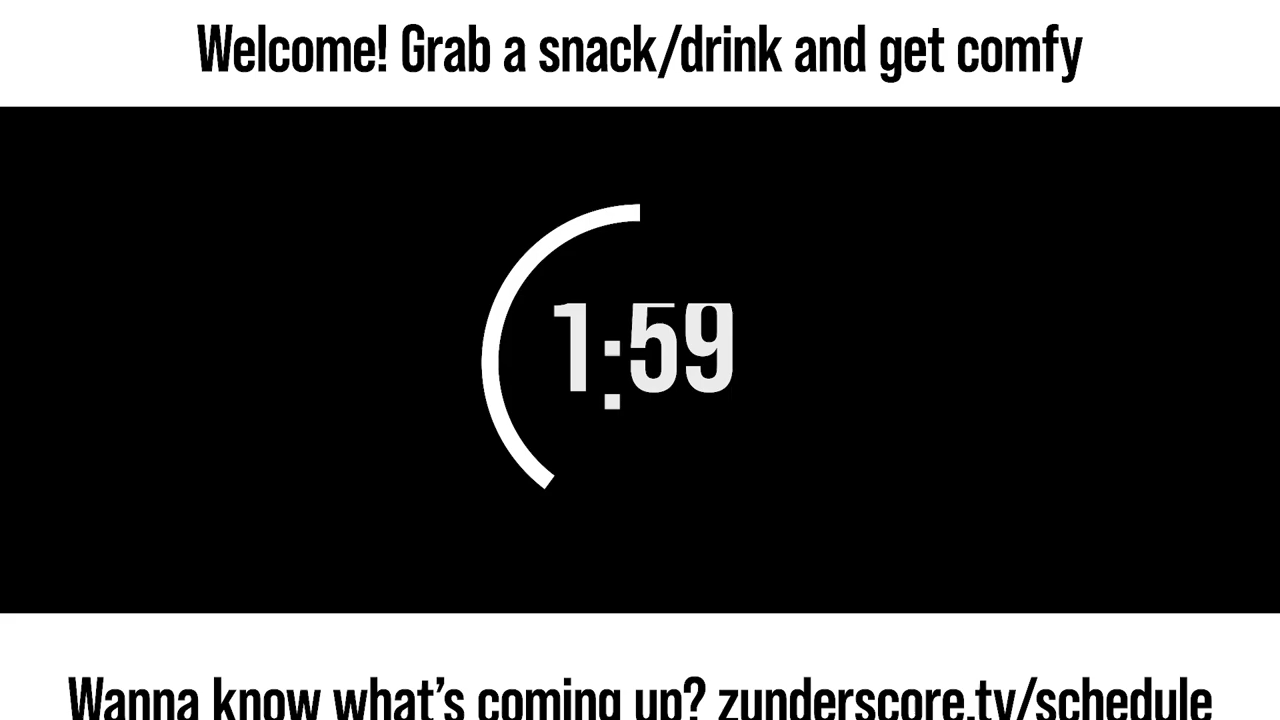 Welcome! Grab a snack/drink and get comfy
1:59
Wanna know what's coming up? zunderscore.tv/schedule